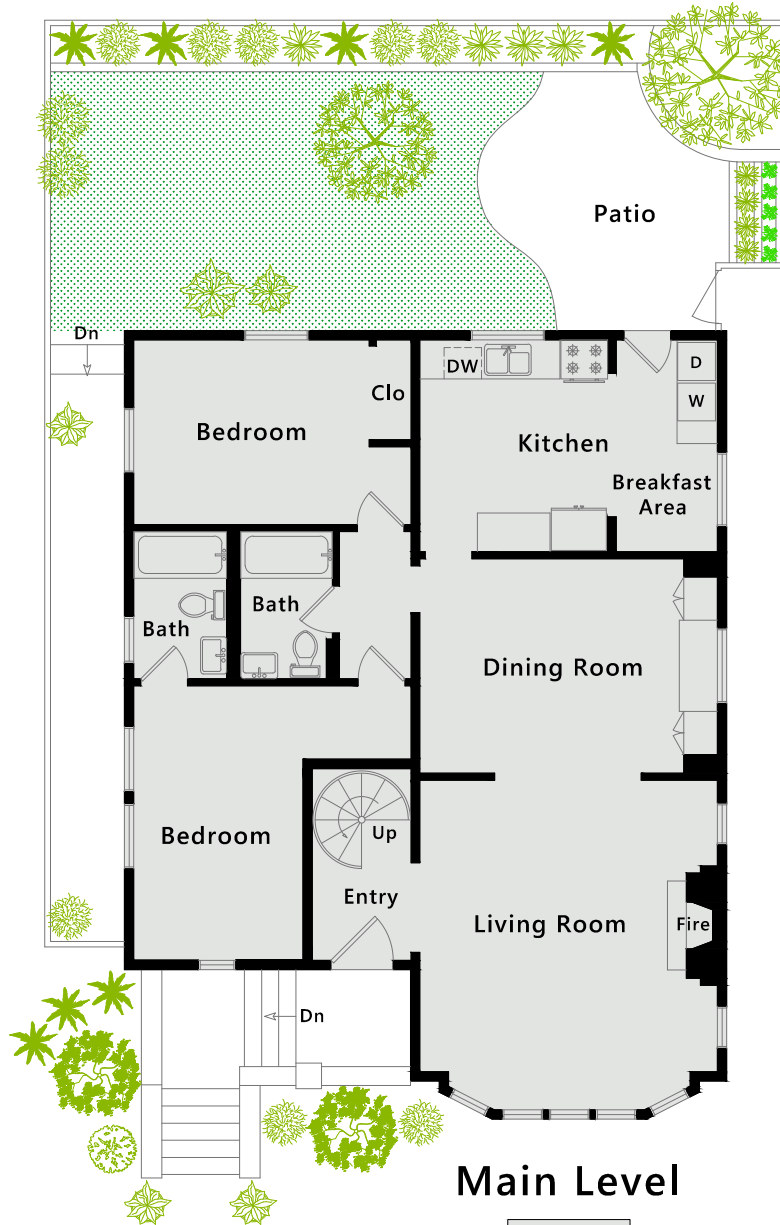 Patio
Dn
DW
D
Clo
W
Bedroom
Kitchen
Breakfast
Area
Bath
Bath
Dining Room
Up
Bedroom
Entry
Living Room
Fire
Dn
Main Level